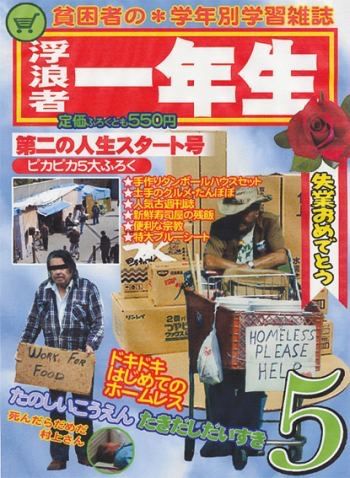 貧困者の＊学年別学習雑誌
浮浪者
一年生
定価ふろくとも550円
第二の人生スタート号
ピカピカ5大ふろく
★手作りダンボールハウスセット
★土手のグルメ・たんぽぽ
★人気古週刊誌
★新鮮寿司屋の残飯
★便利な宗教
★特大ブルーシート
失業おめでとう
WORK FOR
FOOD
HOMELESS
PLEASE
HELP
ドキドキ
はじめての
ホームレス
たのしいこうえん たきだしだいすき
死んだらだめだ
村上さん
5
リンレイ